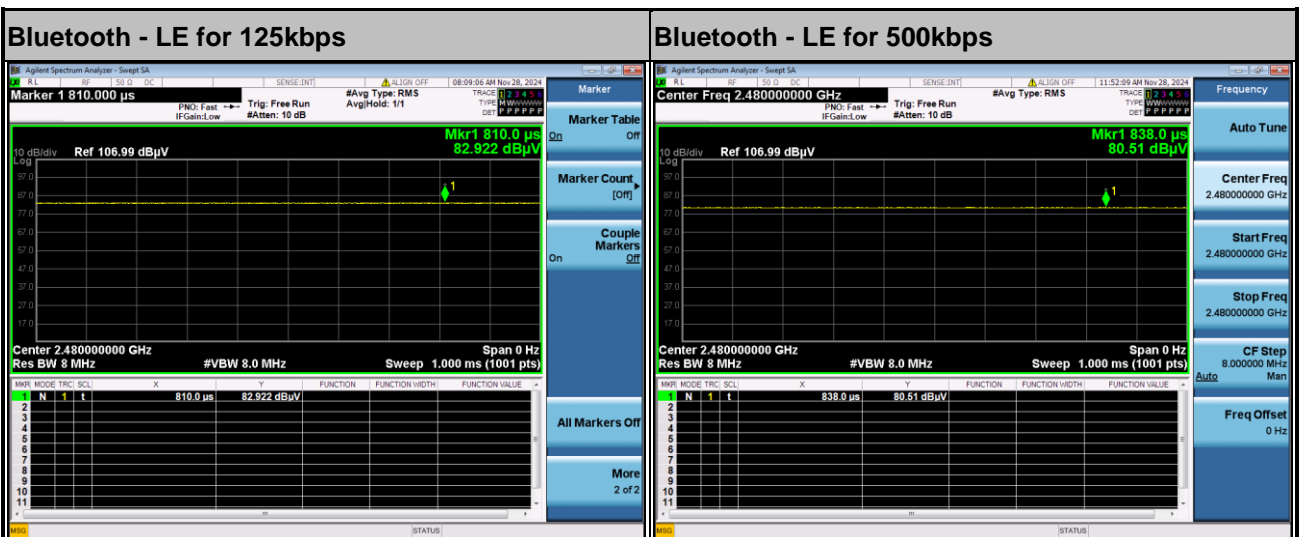 Bluetooth - LE for 125kbps
Agilent Spectrum Analyzer - Swept SA
RL RF 50 Ω DC SENSE:INT ALIGN OFF 08:09:06 AM Nov 28, 2024
Marker 1 810.000 µs
PNO: Fast
IFGain:Low
Trig: Free Run
#Atten: 10 dB
#Avg Type: RMS
Avg|Hold: 1/1
TRACE 1 2 3 4 5 6
TYPE MWWWWW
DET P P P P P P
Mkr1 810.0 µs
82.922 dBµV
10 dB/div Ref 106.99 dBµV
Log
97.0
87.0
77.0
67.0
57.0
47.0
37.0
27.0
17.0
1
Center 2.480000000 GHz Span 0 Hz
Res BW 8 MHz #VBW 8.0 MHz Sweep 1.000 ms (1001 pts)
MKR MODE TRC SCL X Y FUNCTION FUNCTION WIDTH FUNCTION VALUE
1 N 1 t 810.0 µs 82.922 dBµV
2
3
4
5
6
7
8
9
10
11
MSG STATUS
Marker
Marker Table
On Off
Marker Count
[Off]
Couple
Markers
On Off
All Markers Off
More
2 of 2
Bluetooth - LE for 500kbps
Agilent Spectrum Analyzer - Swept SA
RL RF 50 Ω DC SENSE:INT ALIGN OFF 11:52:09 AM Nov 28, 2024
Center Freq 2.480000000 GHz
PNO: Fast
IFGain:Low
Trig: Free Run
#Atten: 10 dB
#Avg Type: RMS
TRACE 1 2 3 4 5 6
TYPE WWWWWW
DET P P P P P P
Mkr1 838.0 µs
80.51 dBµV
10 dB/div Ref 106.99 dBµV
Log
97.0
87.0
77.0
67.0
57.0
47.0
37.0
27.0
17.0
1
Center 2.480000000 GHz Span 0 Hz
Res BW 8 MHz #VBW 8.0 MHz Sweep 1.000 ms (1001 pts)
MKR MODE TRC SCL X Y FUNCTION FUNCTION WIDTH FUNCTION VALUE
1 N 1 t 838.0 µs 80.51 dBµV
2
3
4
5
6
7
8
9
10
11
MSG STATUS
Frequency
Auto Tune
Center Freq
2.480000000 GHz
Start Freq
2.480000000 GHz
Stop Freq
2.480000000 GHz
CF Step
8.000000 MHz
Auto Man
Freq Offset
0 Hz